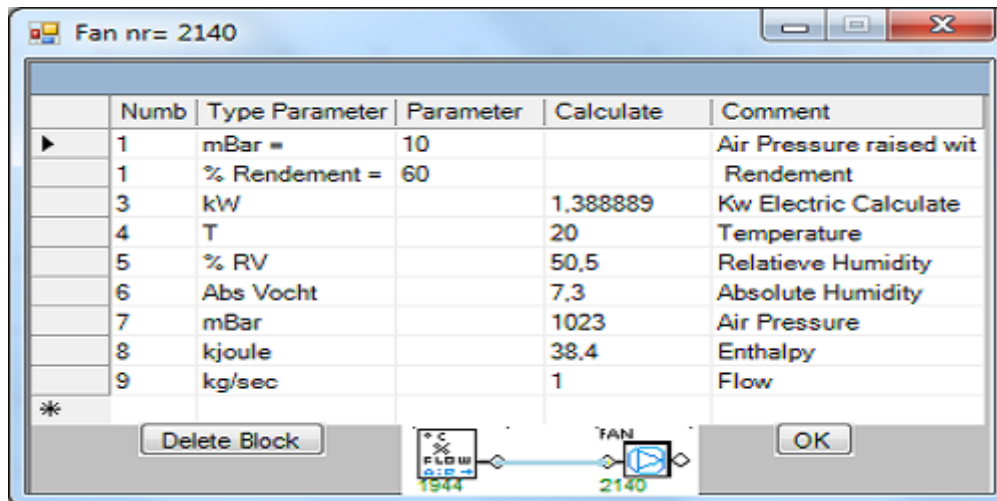 Fan nr= 2140
Numb Type Parameter Parameter Calculate Comment
1 mBar = 10 Air Pressure raised wit
1 % Rendement = 60 Rendement
3 kW 1,388889 Kw Electric Calculate
4 T 20 Temperature
5 % RV 50,5 Relatieve Humidity
6 Abs Vocht 7,3 Absolute Humidity
7 mBar 1023 Air Pressure
8 kjoule 38,4 Enthalpy
9 kg/sec 1 Flow
Delete Block
° C
%
FLOW
AIR
1944
FAN
2140
OK